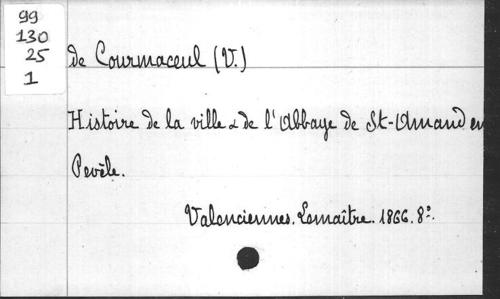 99
130
25
1
de Courmaceul (V.)
Histoire de la ville & de l'Abbaye de St-Amand en
Pevèle.
Valenciennes. Lemaître. 1866. 8º.